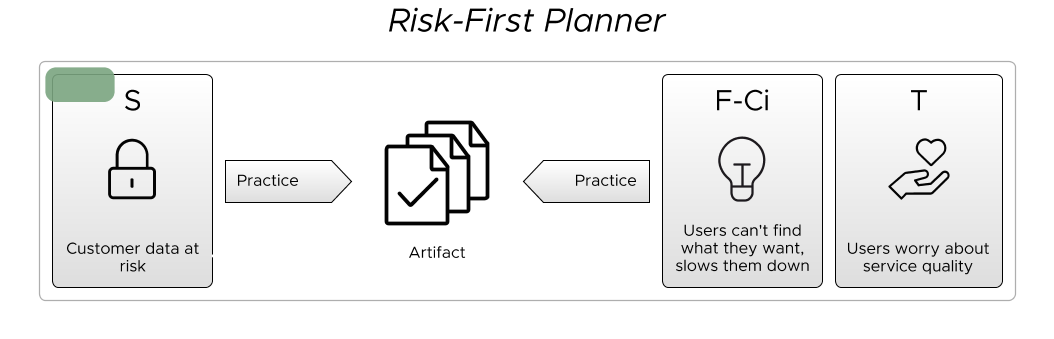 Risk-First Planner
S
Customer data at
risk
Practice
Artifact
Practice
F-Ci
Users can't find
what they want,
slows them down
T
Users worry about
service quality